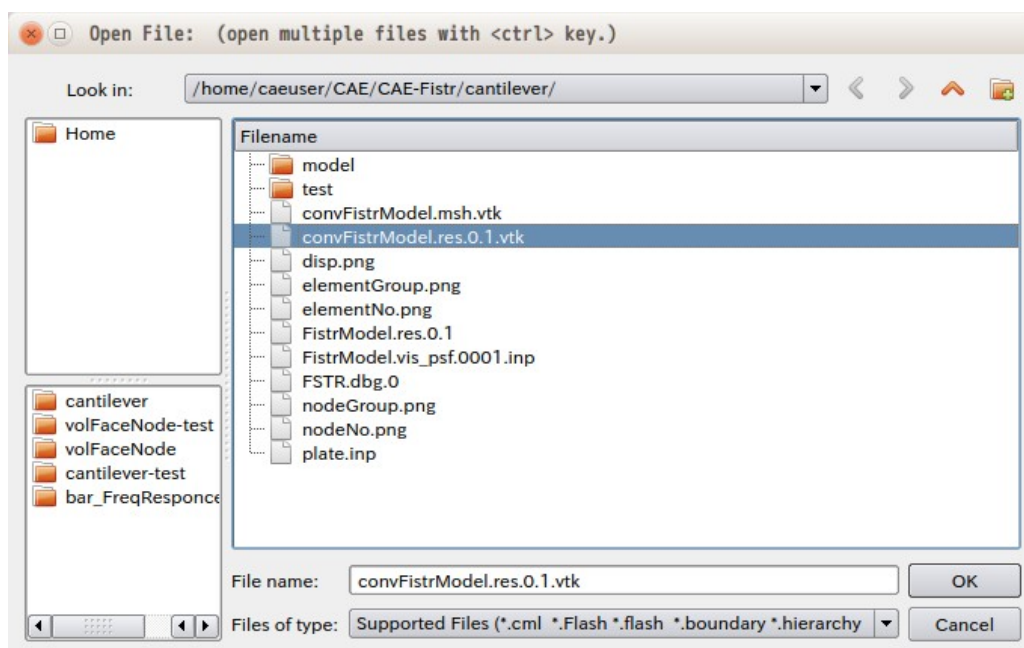 Open File:  (open multiple files with <ctrl> key.)
Look in: /home/caeuser/CAE/CAE-Fistr/cantilever/
Home
Filename
model
test
convFistrModel.msh.vtk
convFistrModel.res.0.1.vtk
disp.png
elementGroup.png
elementNo.png
FistrModel.res.0.1
FistrModel.vis_psf.0001.inp
FSTR.dbg.0
nodeGroup.png
nodeNo.png
plate.inp
cantilever
volFaceNode-test
volFaceNode
cantilever-test
bar_FreqResponce
File name: convFistrModel.res.0.1.vtk OK
Files of type: Supported Files (*.cml *.Flash *.flash *.boundary *.hierarchy Cancel